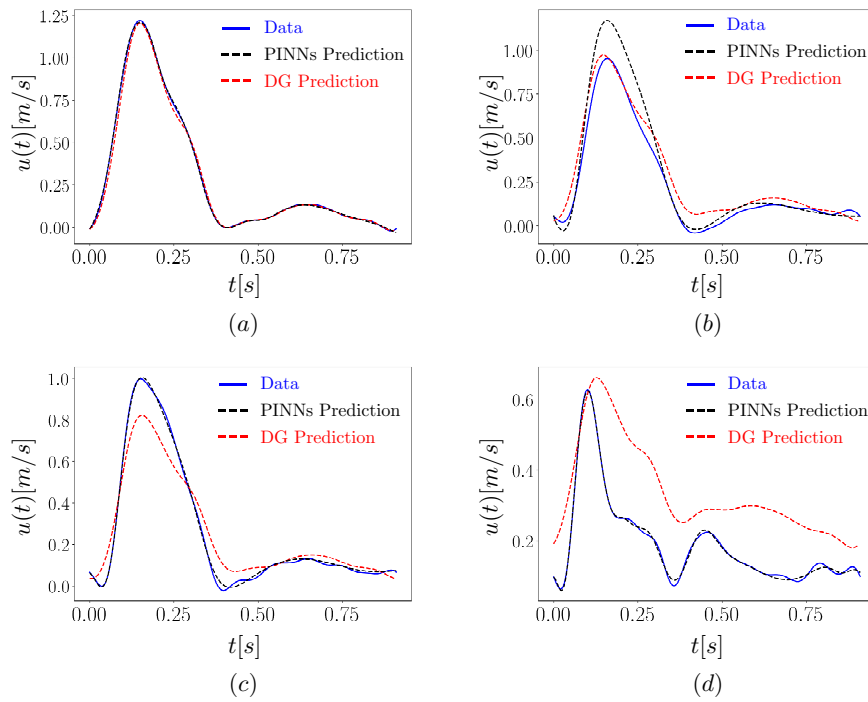 1.25
1.00
0.75
0.50
0.25
0.00
u(t)[m/s]
Data
PINNs Prediction
DG Prediction
0.00 0.25 0.50 0.75
t[s]
(a)
1.00
0.75
0.50
0.25
0.00
u(t)[m/s]
Data
PINNs Prediction
DG Prediction
0.00 0.25 0.50 0.75
t[s]
(b)
1.0
0.8
0.6
0.4
0.2
0.0
u(t)[m/s]
Data
PINNs Prediction
DG Prediction
0.00 0.25 0.50 0.75
t[s]
(c)
0.6
0.4
0.2
u(t)[m/s]
Data
PINNs Prediction
DG Prediction
0.00 0.25 0.50 0.75
t[s]
(d)